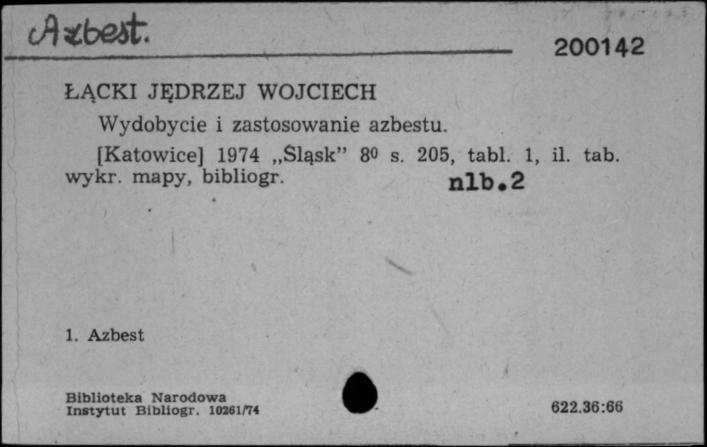 Azbest.
200142
ŁĄCKI JĘDRZEJ WOJCIECH
Wydobycie i zastosowanie azbestu.
[Katowice] 1974 „Śląsk” 8⁰ s. 205, tabl. 1, il. tab.
wykr. mapy, bibliogr. nlb.2
1. Azbest
Biblioteka Narodowa
Instytut Bibliogr. 10261/74
622.36:66